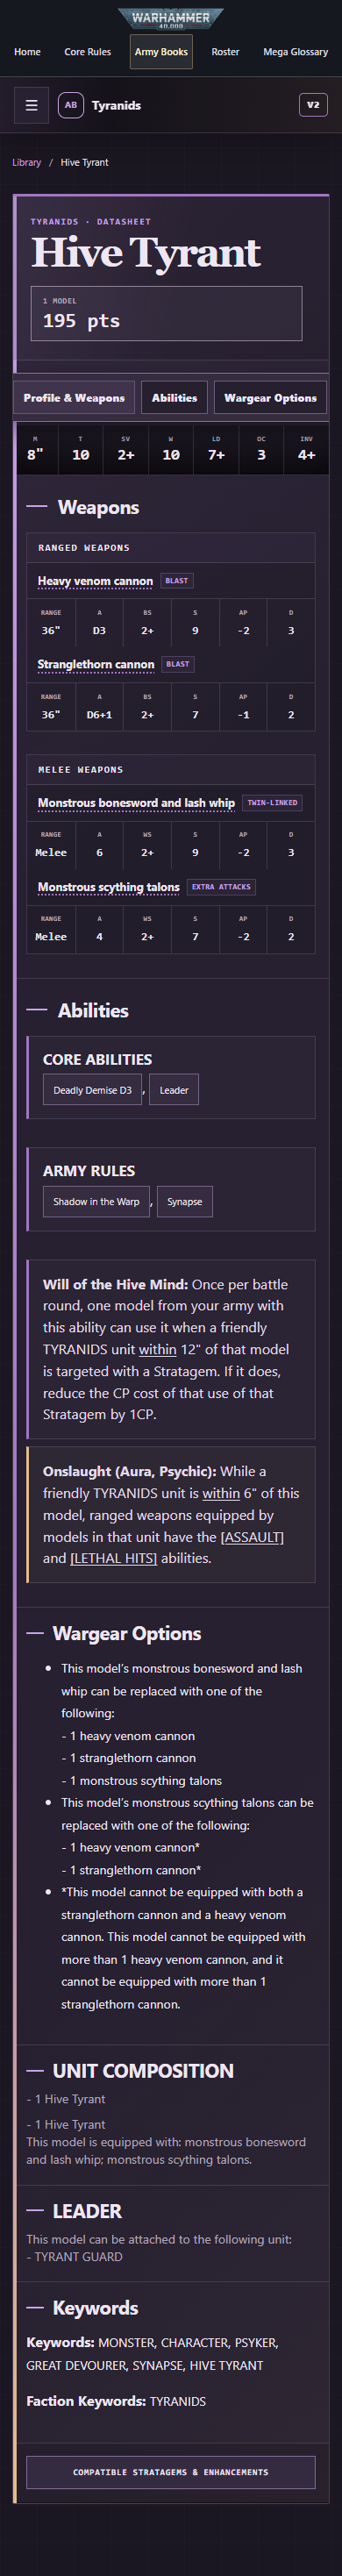 WARHAMMER
40,000
Home Core Rules Army Books Roster Mega Glossary
☰ AB Tyranids V2
Library / Hive Tyrant
TYRANIDS · DATASHEET
Hive Tyrant
1 MODEL
195 pts
Profile & Weapons Abilities Wargear Options
M T SV W LD OC INV
8" 10 2+ 10 7+ 3 4+
Weapons
RANGED WEAPONS
Heavy venom cannon BLAST
RANGE A BS S AP D
36" D3 2+ 9 -2 3
Stranglethorn cannon BLAST
RANGE A BS S AP D
36" D6+1 2+ 7 -1 2
MELEE WEAPONS
Monstrous bonesword and lash whip TWIN-LINKED
RANGE A WS S AP D
Melee 6 2+ 9 -2 3
Monstrous scything talons EXTRA ATTACKS
RANGE A WS S AP D
Melee 4 2+ 7 -2 2
Abilities
CORE ABILITIES
Deadly Demise D3, Leader
ARMY RULES
Shadow in the Warp, Synapse
Will of the Hive Mind: Once per battle
round, one model from your army with
this ability can use it when a friendly
TYRANIDS unit within 12" of that model
is targeted with a Stratagem. If it does,
reduce the CP cost of that use of that
Stratagem by 1CP.
Onslaught (Aura, Psychic): While a
friendly TYRANIDS unit is within 6" of this
model, ranged weapons equipped by
models in that unit have the [ASSAULT]
and [LETHAL HITS] abilities.
Wargear Options
• This model's monstrous bonesword and lash
whip can be replaced with one of the
following:
- 1 heavy venom cannon
- 1 stranglethorn cannon
- 1 monstrous scything talons
• This model's monstrous scything talons can be
replaced with one of the following:
- 1 heavy venom cannon*
- 1 stranglethorn cannon*
• *This model cannot be equipped with both a
stranglethorn cannon and a heavy venom
cannon. This model cannot be equipped with
more than 1 heavy venom cannon, and it
cannot be equipped with more than 1
stranglethorn cannon.
UNIT COMPOSITION
- 1 Hive Tyrant
- 1 Hive Tyrant
This model is equipped with: monstrous bonesword
and lash whip; monstrous scything talons.
LEADER
This model can be attached to the following unit:
- TYRANT GUARD
Keywords
Keywords: MONSTER, CHARACTER, PSYKER,
GREAT DEVOURER, SYNAPSE, HIVE TYRANT
Faction Keywords: TYRANIDS
COMPATIBLE STRATAGEMS & ENHANCEMENTS